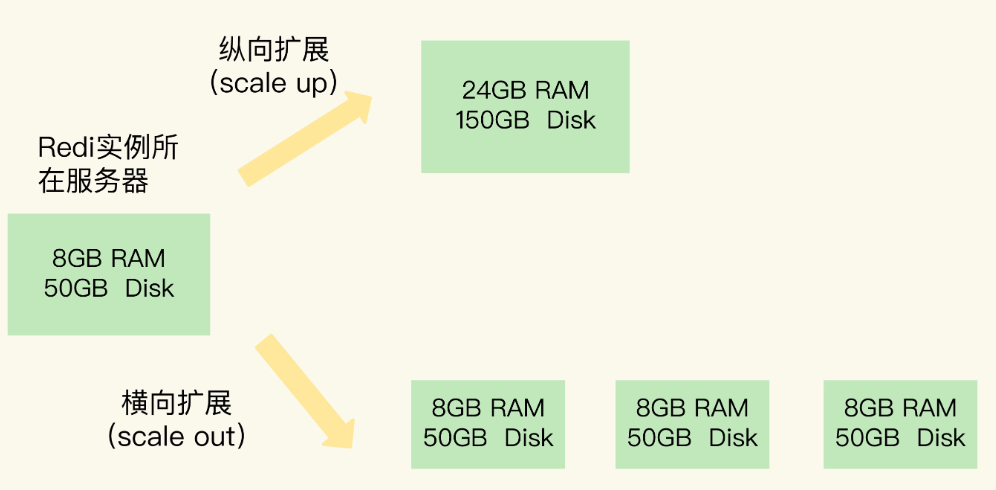 纵向扩展
(scale up)
24GB RAM
150GB Disk
Redi实例所
在服务器
8GB RAM
50GB Disk
横向扩展
(scale out)
8GB RAM
50GB Disk
8GB RAM
50GB Disk
8GB RAM
50GB Disk